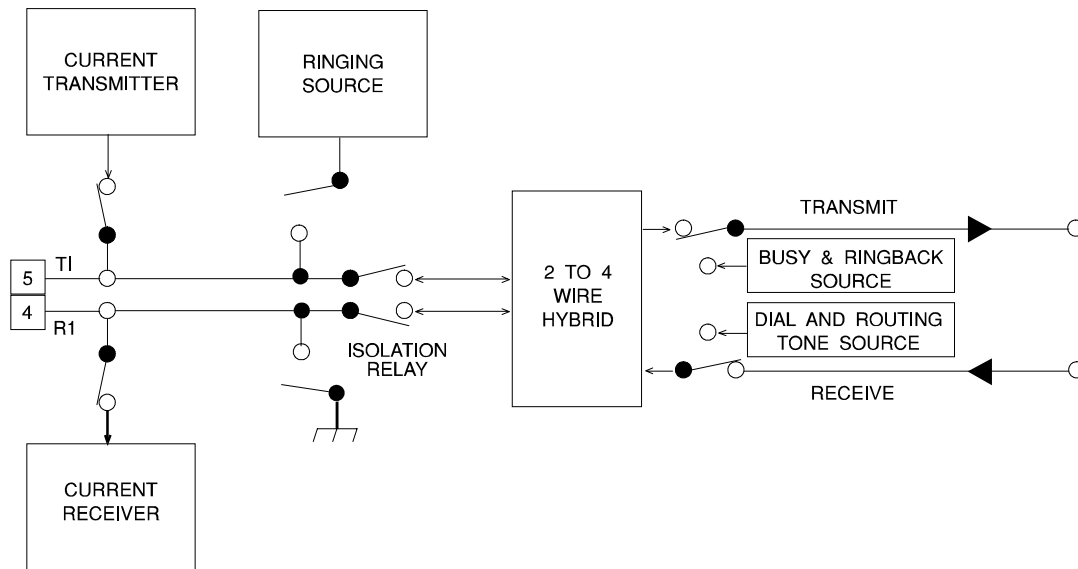 CURRENT
TRANSMITTER
RINGING
SOURCE
5
TI
4
R1
ISOLATION
RELAY
2 TO 4
WIRE
HYBRID
TRANSMIT
BUSY & RINGBACK
SOURCE
DIAL AND ROUTING
TONE SOURCE
RECEIVE
CURRENT
RECEIVER